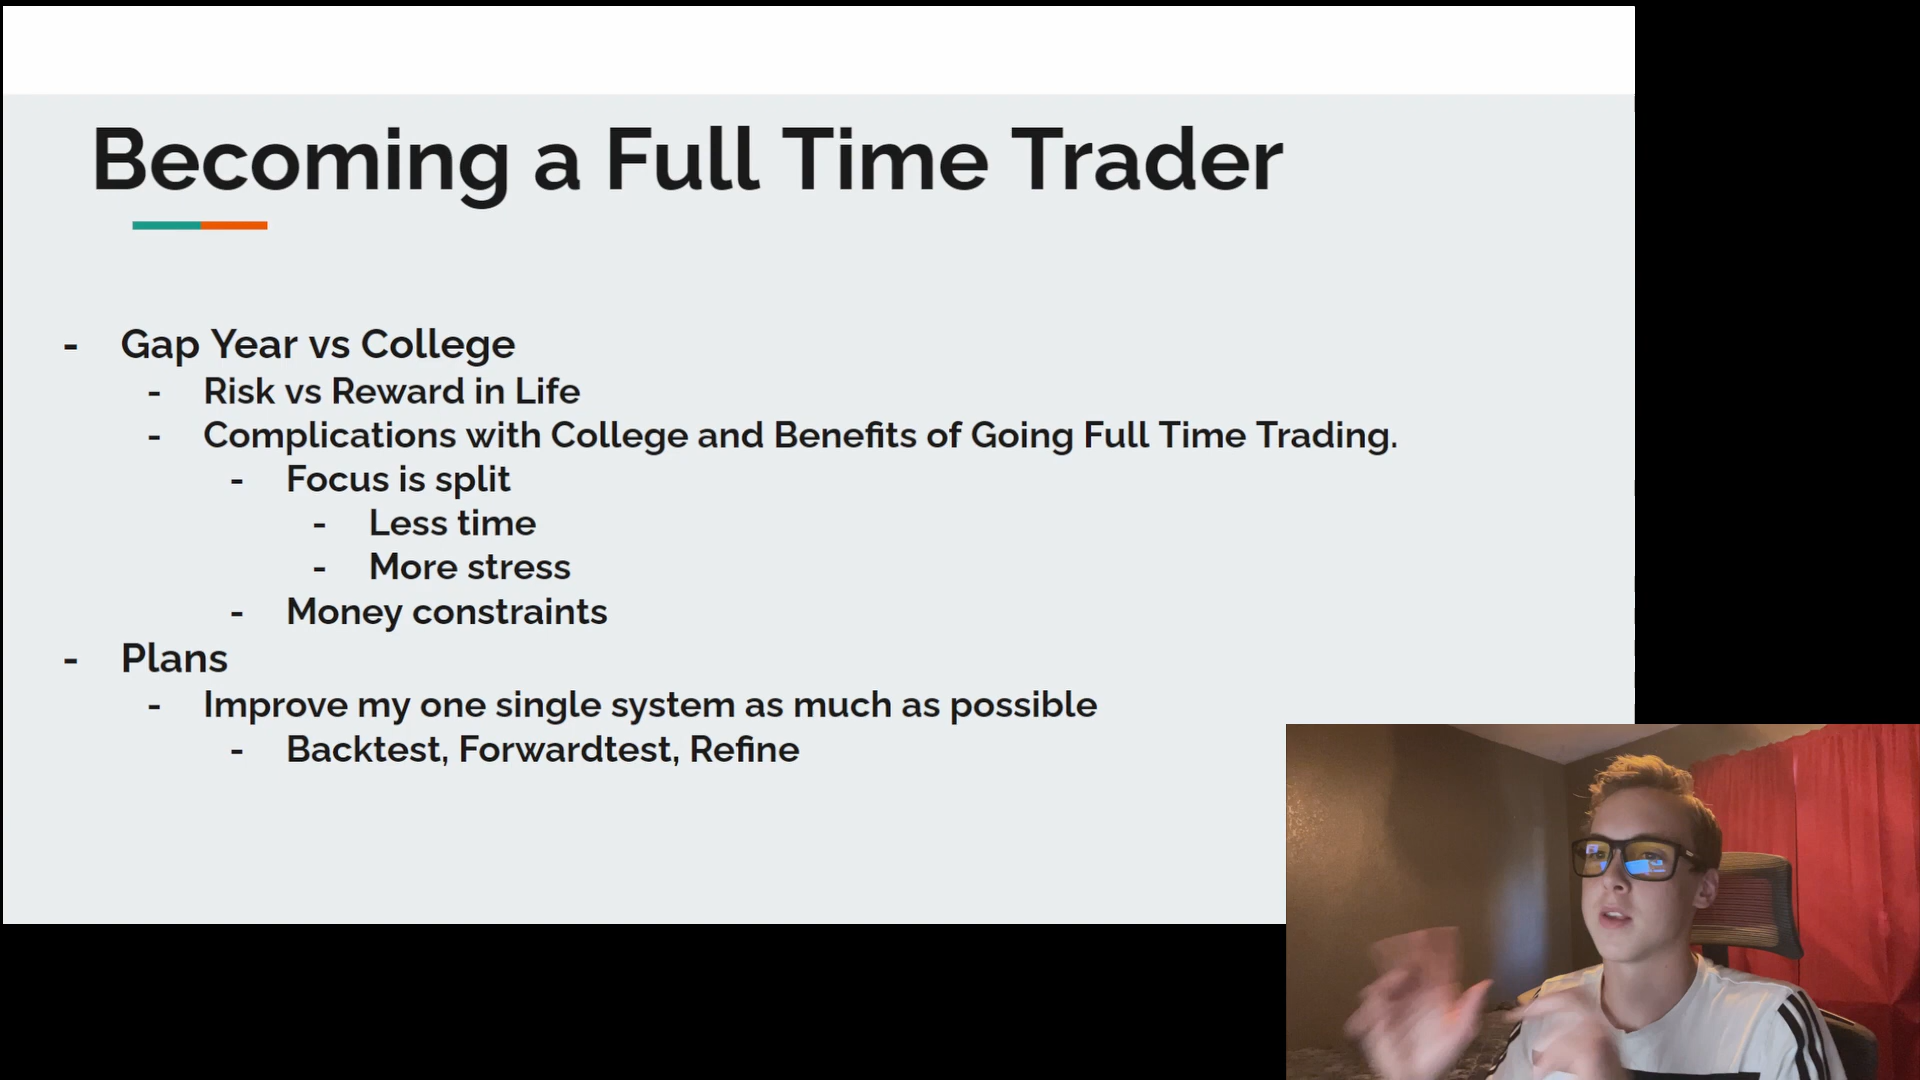 Becoming a Full Time Trader
- Gap Year vs College
- Risk vs Reward in Life
- Complications with College and Benefits of Going Full Time Trading.
- Focus is split
- Less time
- More stress
- Money constraints
- Plans
- Improve my one single system as much as possible
- Backtest, Forwardtest, Refine